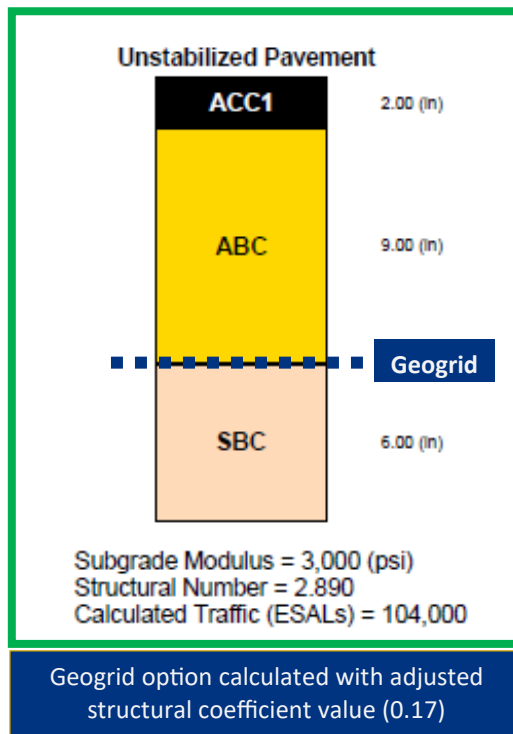 Unstabilized Pavement
ACC1
2.00 (in)
ABC
9.00 (in)
Geogrid
SBC
6.00 (in)
Subgrade Modulus = 3,000 (psi)
Structural Number = 2.890
Calculated Traffic (ESALs) = 104,000
Geogrid option calculated with adjusted
structural coefficient value (0.17)